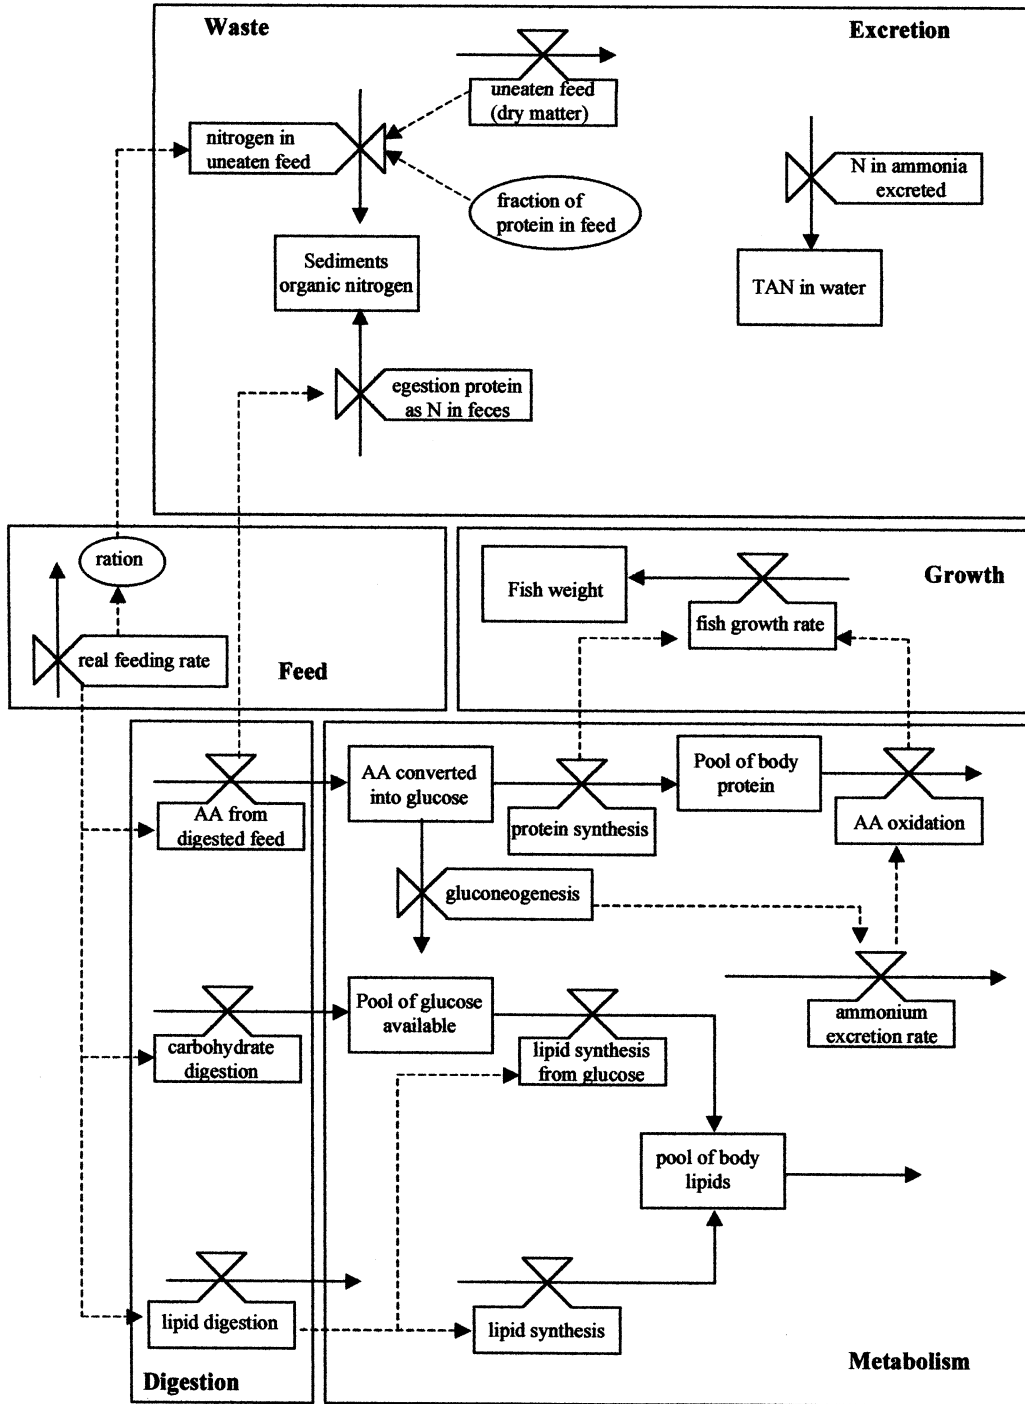 Waste
Excretion
uneaten feed
(dry matter)
nitrogen in
uneaten feed
N in ammonia
excreted
fraction of
protein in feed
Sediments
organic nitrogen
TAN in water
egestion protein
as N in feces
ration
real feeding rate
Feed
Fish weight
Growth
fish growth rate
AA from
digested feed
AA converted
into glucose
protein synthesis
Pool of body
protein
AA oxidation
gluconeogenesis
carbohydrate
digestion
Pool of glucose
available
lipid synthesis
from glucose
ammonium
excretion rate
pool of body
lipids
lipid digestion
lipid synthesis
Digestion
Metabolism